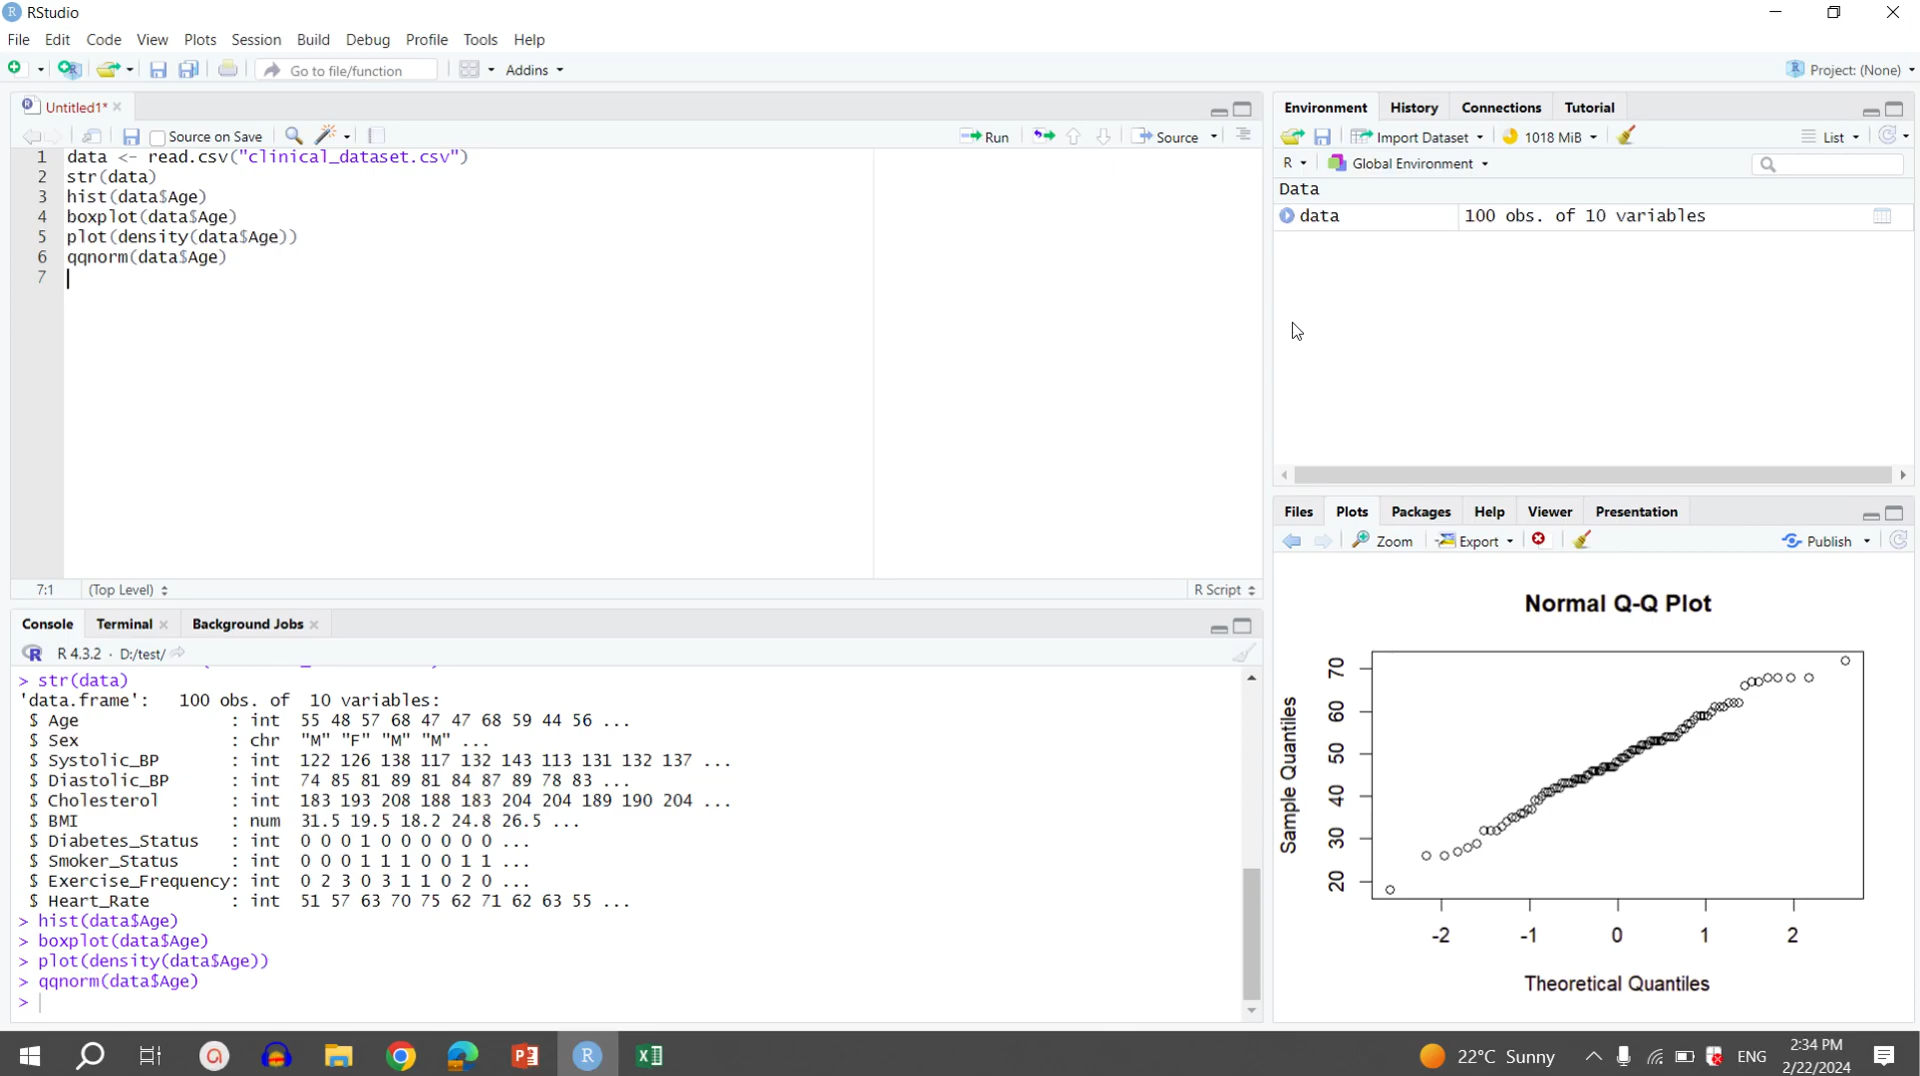 RStudio
File Edit Code View Plots Session Build Debug Profile Tools Help
Go to file/function Addins Project: (None)
Untitled1*
Source on Save Run Source
1 data <- read.csv("clinical_dataset.csv")
2 str(data)
3 hist(data$Age)
4 boxplot(data$Age)
5 plot(density(data$Age))
6 qqnorm(data$Age)
7
7:1 (Top Level) R Script
Console Terminal Background Jobs
R 4.3.2 · D:/test/
> str(data)
'data.frame': 100 obs. of 10 variables:
$ Age : int 55 48 57 68 47 47 68 59 44 56 ...
$ Sex : chr "M" "F" "M" "M" ...
$ Systolic_BP : int 122 126 138 117 132 143 113 131 132 137 ...
$ Diastolic_BP : int 74 85 81 89 81 84 87 89 78 83 ...
$ Cholesterol : int 183 193 208 188 183 204 204 189 190 204 ...
$ BMI : num 31.5 19.5 18.2 24.8 26.5 ...
$ Diabetes_Status : int 0 0 0 1 0 0 0 0 0 0 ...
$ Smoker_Status : int 0 0 0 1 1 1 0 0 1 1 ...
$ Exercise_Frequency: int 0 2 3 0 3 1 1 0 2 0 ...
$ Heart_Rate : int 51 57 63 70 75 62 71 62 63 55 ...
> hist(data$Age)
> boxplot(data$Age)
> plot(density(data$Age))
> qqnorm(data$Age)
>
Environment History Connections Tutorial
Import Dataset 1018 MiB List
R Global Environment
Data
data 100 obs. of 10 variables
Files Plots Packages Help Viewer Presentation
Zoom Export Publish
Normal Q-Q Plot
Sample Quantiles
70
60
50
40
30
20
-2 -1 0 1 2
Theoretical Quantiles
22°C Sunny ENG 2:34 PM
2/22/2024